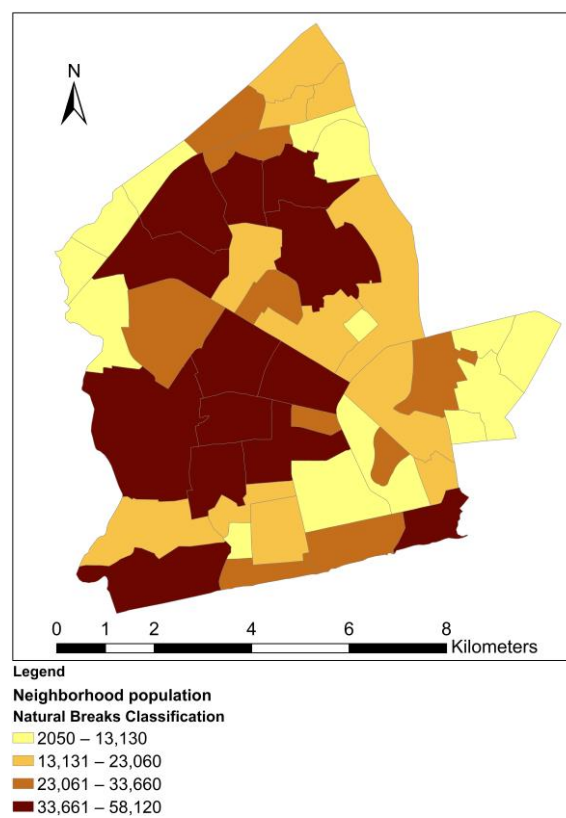 N
0 1 2 4 6 8
Kilometers
Legend
Neighborhood population
Natural Breaks Classification
2050 – 13,130
13,131 – 23,060
23,061 – 33,660
33,661 – 58,120